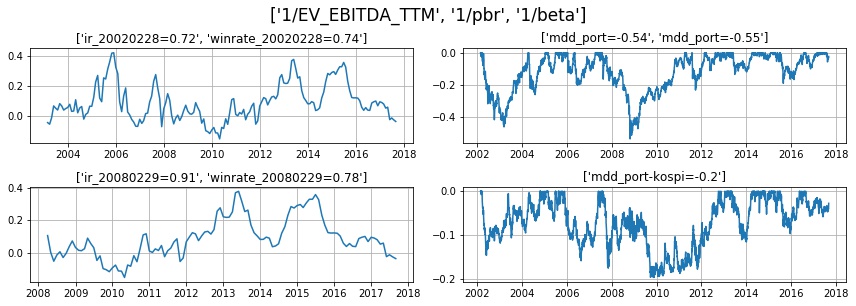 ['1/EV_EBITDA_TTM', '1/pbr', '1/beta']
['ir_20020228=0.72', 'winrate_20020228=0.74']
0.4
0.2
0.0
2004 2006 2008 2010 2012 2014 2016 2018
['mdd_port=-0.54', 'mdd_port=-0.55']
0.0
−0.2
−0.4
2002 2004 2006 2008 2010 2012 2014 2016 2018
['ir_20080229=0.91', 'winrate_20080229=0.78']
0.4
0.2
0.0
2008 2009 2010 2011 2012 2013 2014 2015 2016 2017 2018
['mdd_port-kospi=-0.2']
0.0
−0.1
−0.2
2002 2004 2006 2008 2010 2012 2014 2016 2018